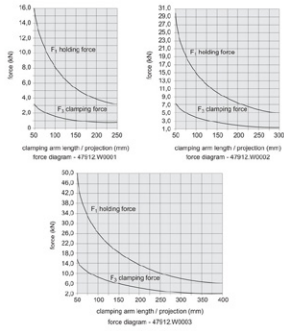 16,0
14,0
12,0
10,0
8,0
6,0
4,0
2,0
0
force (kN)
F₁ holding force
F₂ clamping force
50 100 150 200 250
clamping arm length / projection (mm)
force diagram - 47912.W0001
31,0
29,0
27,0
25,0
23,0
21,0
19,0
17,0
15,0
13,0
11,0
9,0
7,0
5,0
3,0
1,0
force (kN)
F₁ holding force
F₂ clamping force
50 100 150 200 250 300
clamping arm length / projection (mm)
force diagram - 47912.W0002
50,0
46,0
42,0
38,0
34,0
30,0
26,0
22,0
18,0
14,0
10,0
6,0
2,0
force (kN)
F₁ holding force
F₂ clamping force
50 100 150 200 250 300 350 400
clamping arm length / projection (mm)
force diagram - 47912.W0003